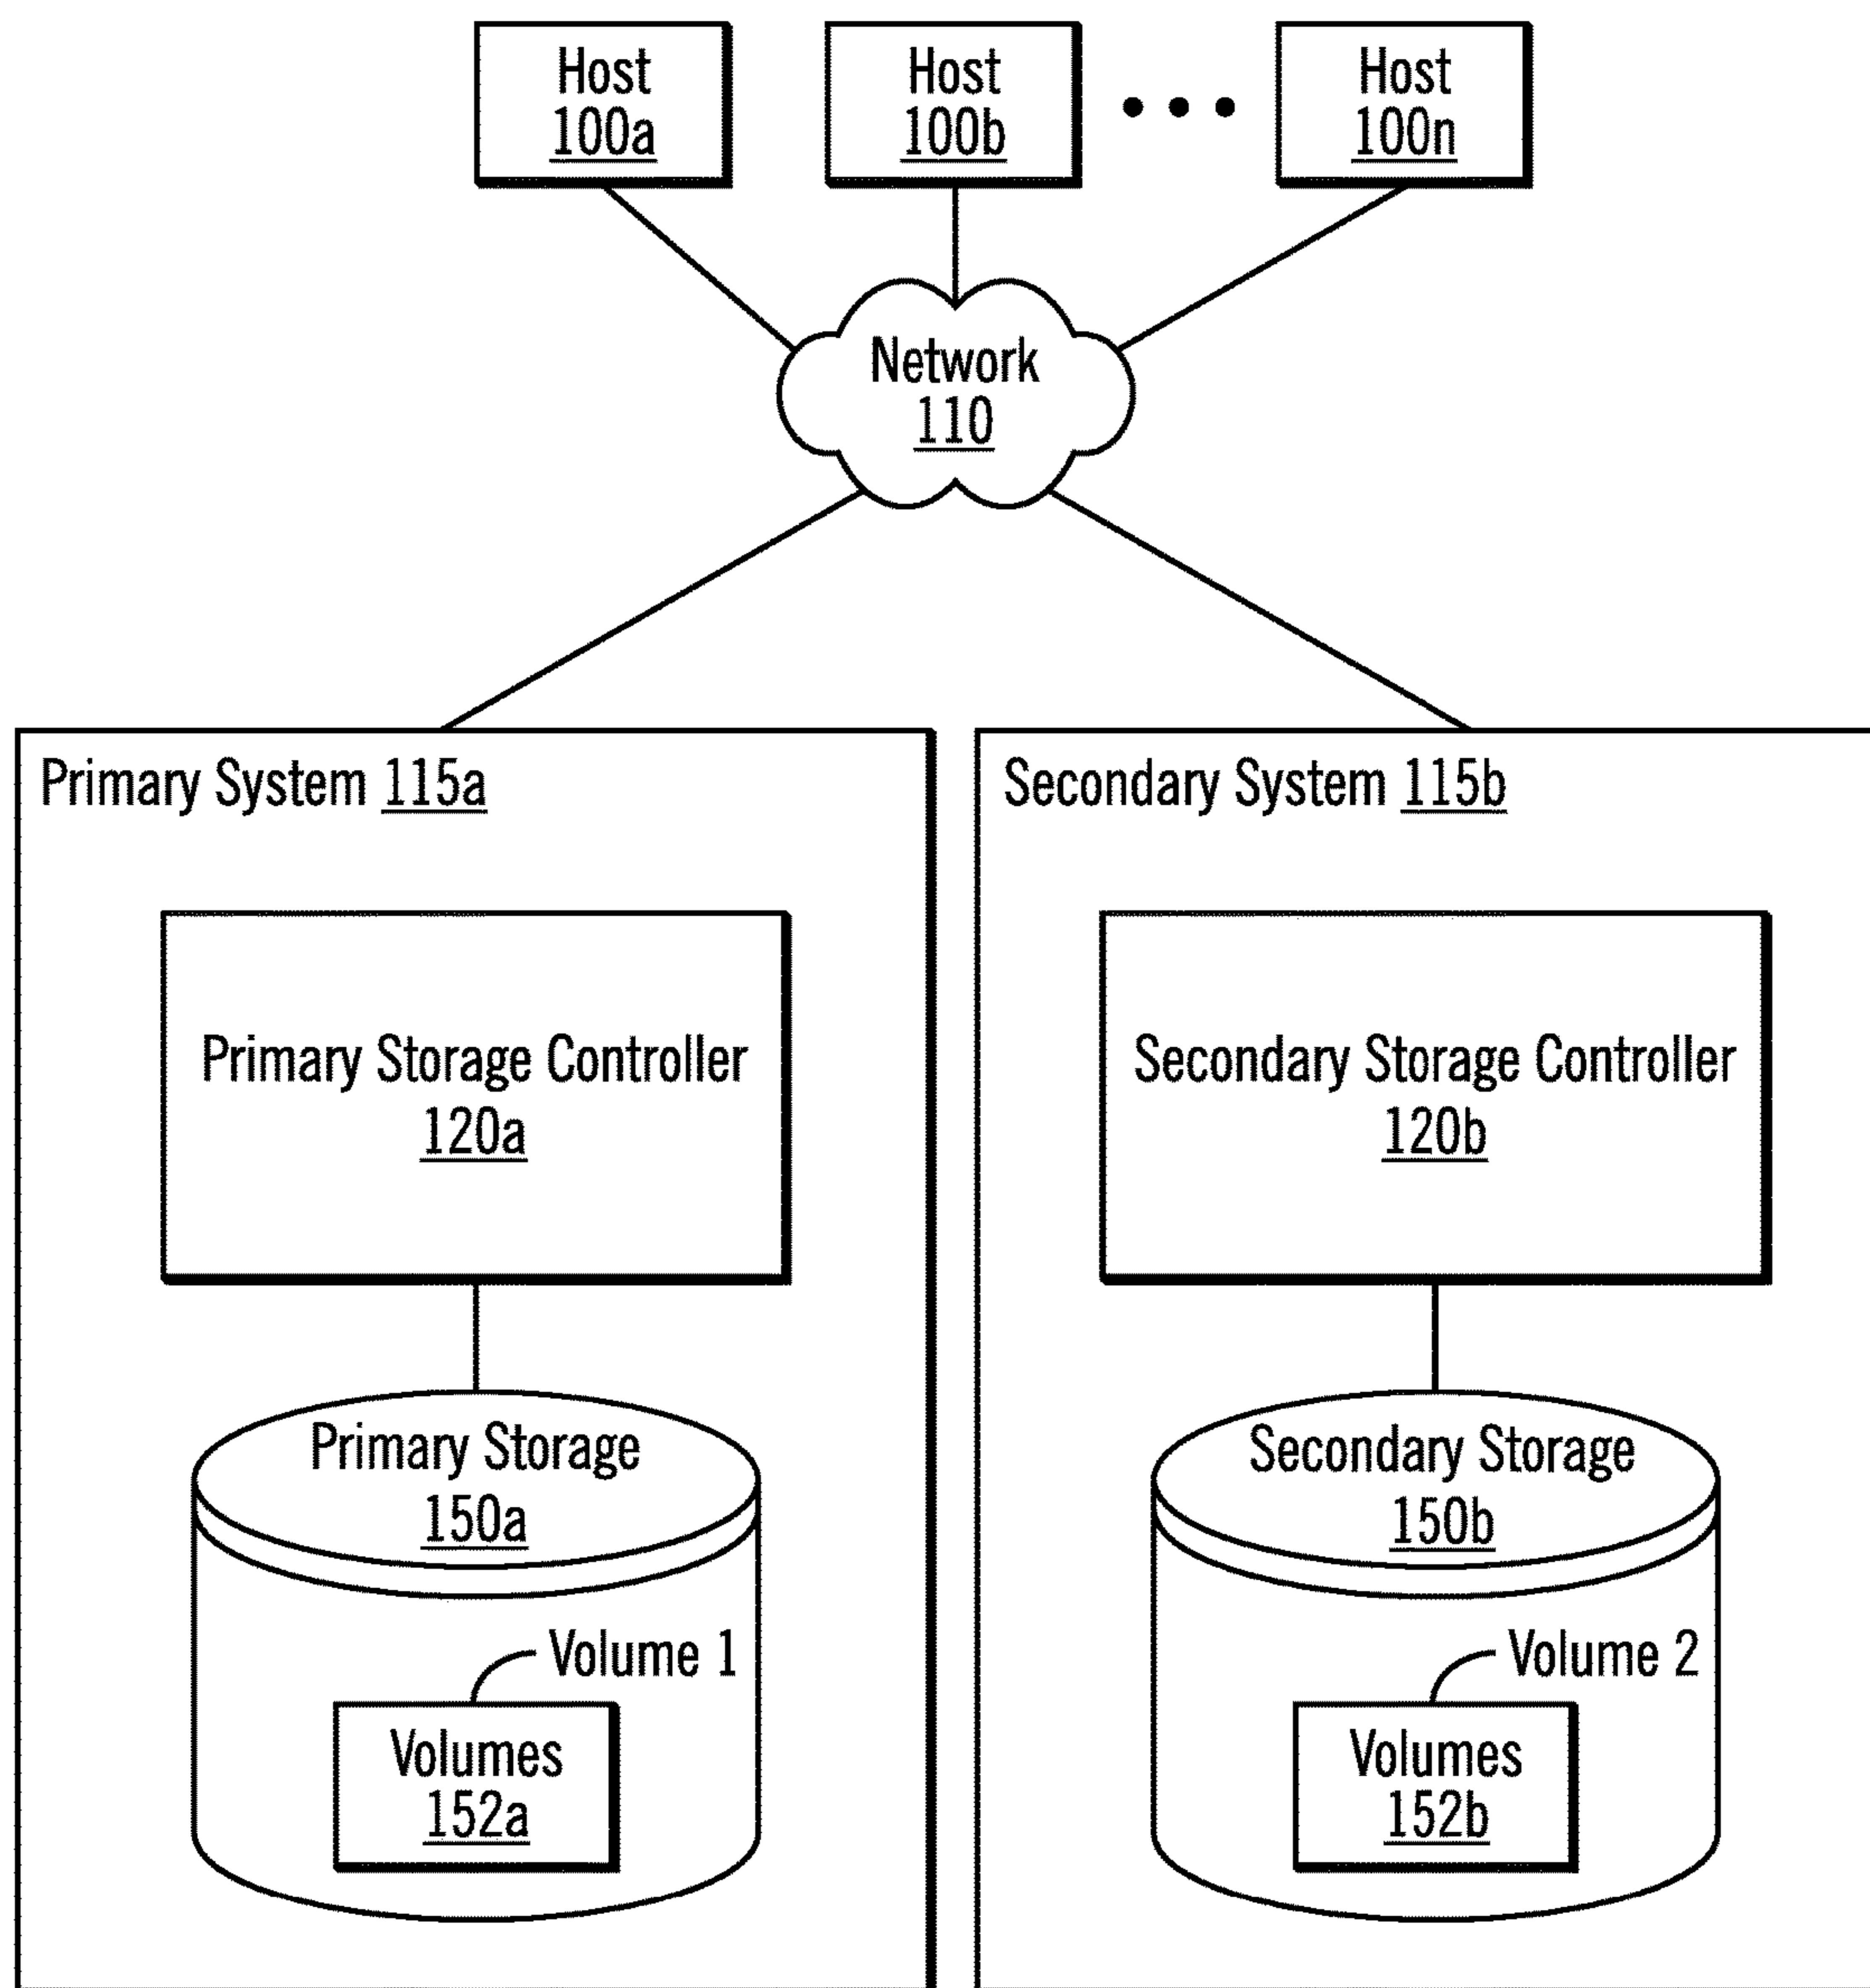 Host
100a
Host
100b
Host
100n
Network
110
Primary System 115a
Primary Storage Controller
120a
Primary Storage
150a
Volume 1
Volumes
152a
Secondary System 115b
Secondary Storage Controller
120b
Secondary Storage
150b
Volume 2
Volumes
152b